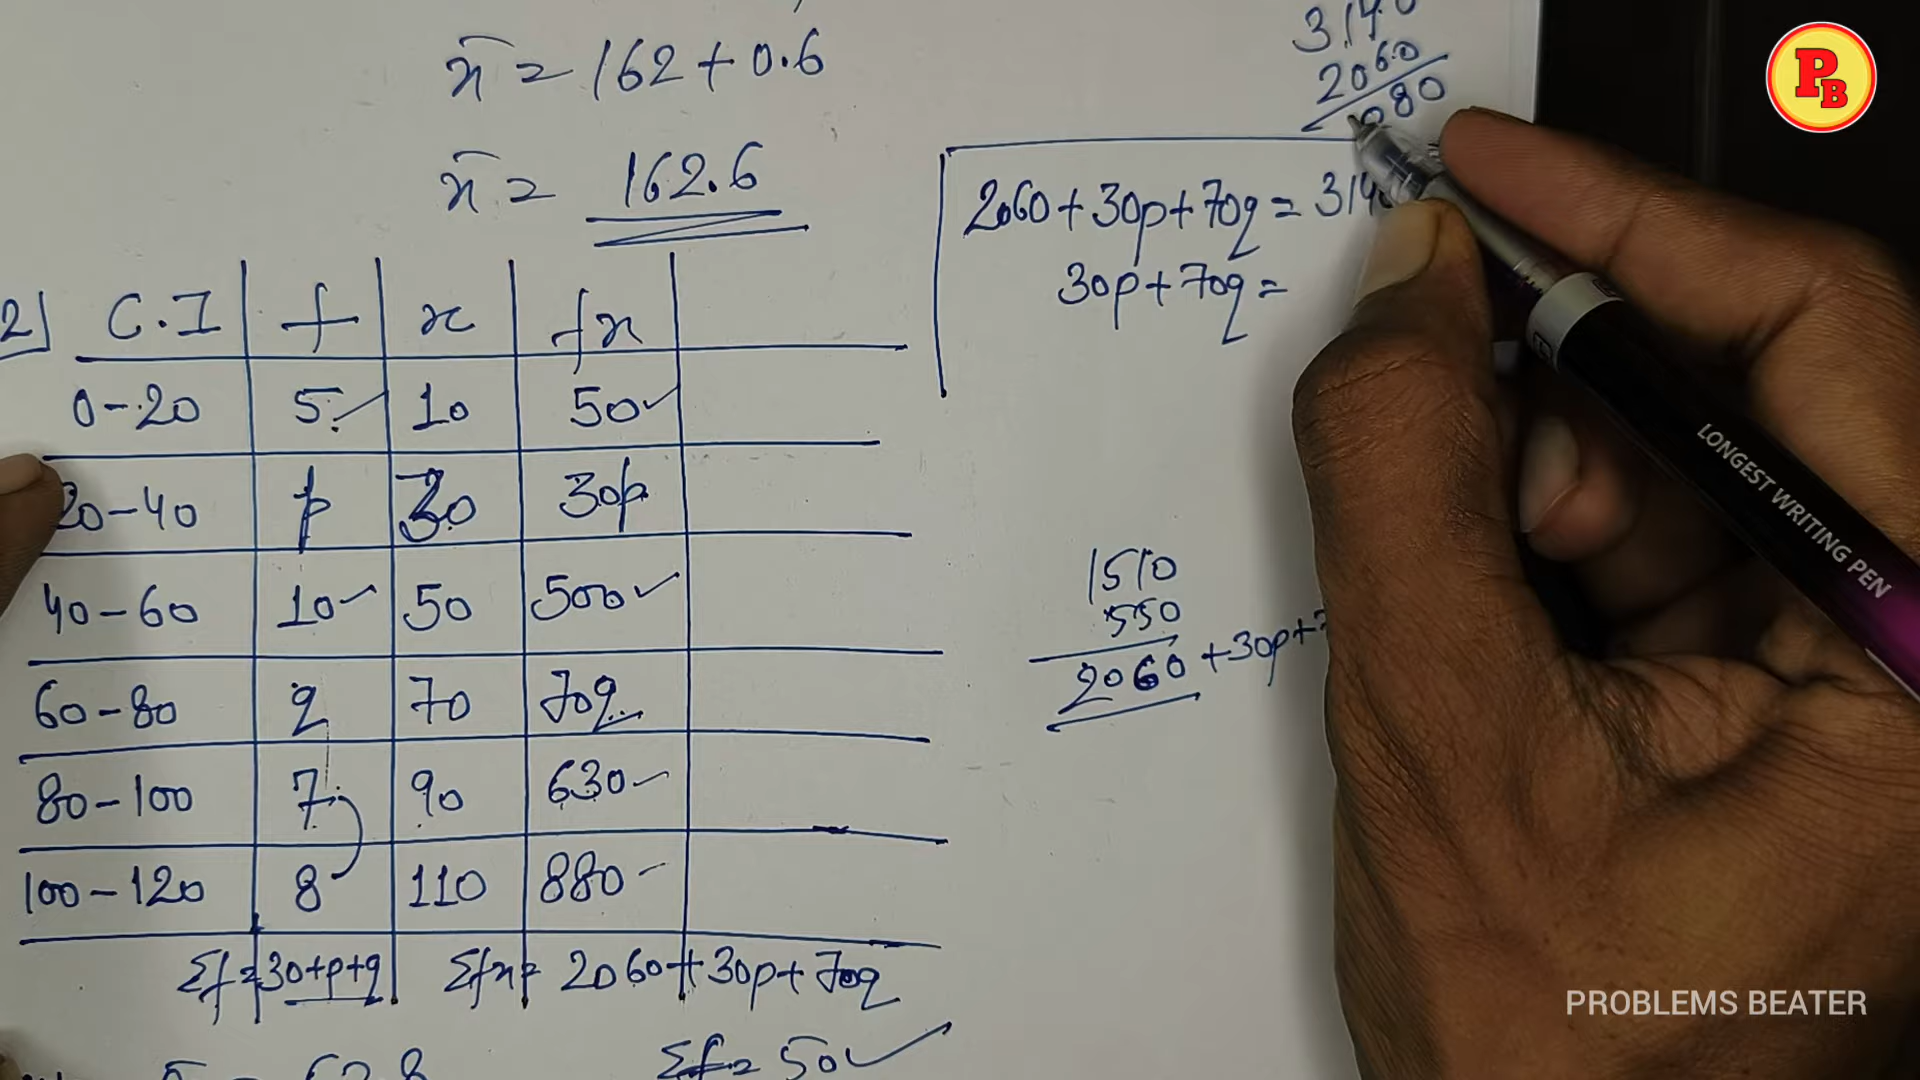 x̄ = 162 + 0.6
x̄ = 162.6
2060
080
2060 + 30p + 70q = 314
30p + 70q =
2] C.I f x fx
0-20 5 10 50
20-40 p 30 30p
40-60 10 50 500
60-80 q 70 70q
80-100 7 90 630
100-120 8 110 880
Σf = 30+p+q Σfx = 2060 + 30p + 70q
Σf = 50
1510
550
2060 + 30p +
LONGEST WRITING PEN
PB
PROBLEMS BEATER